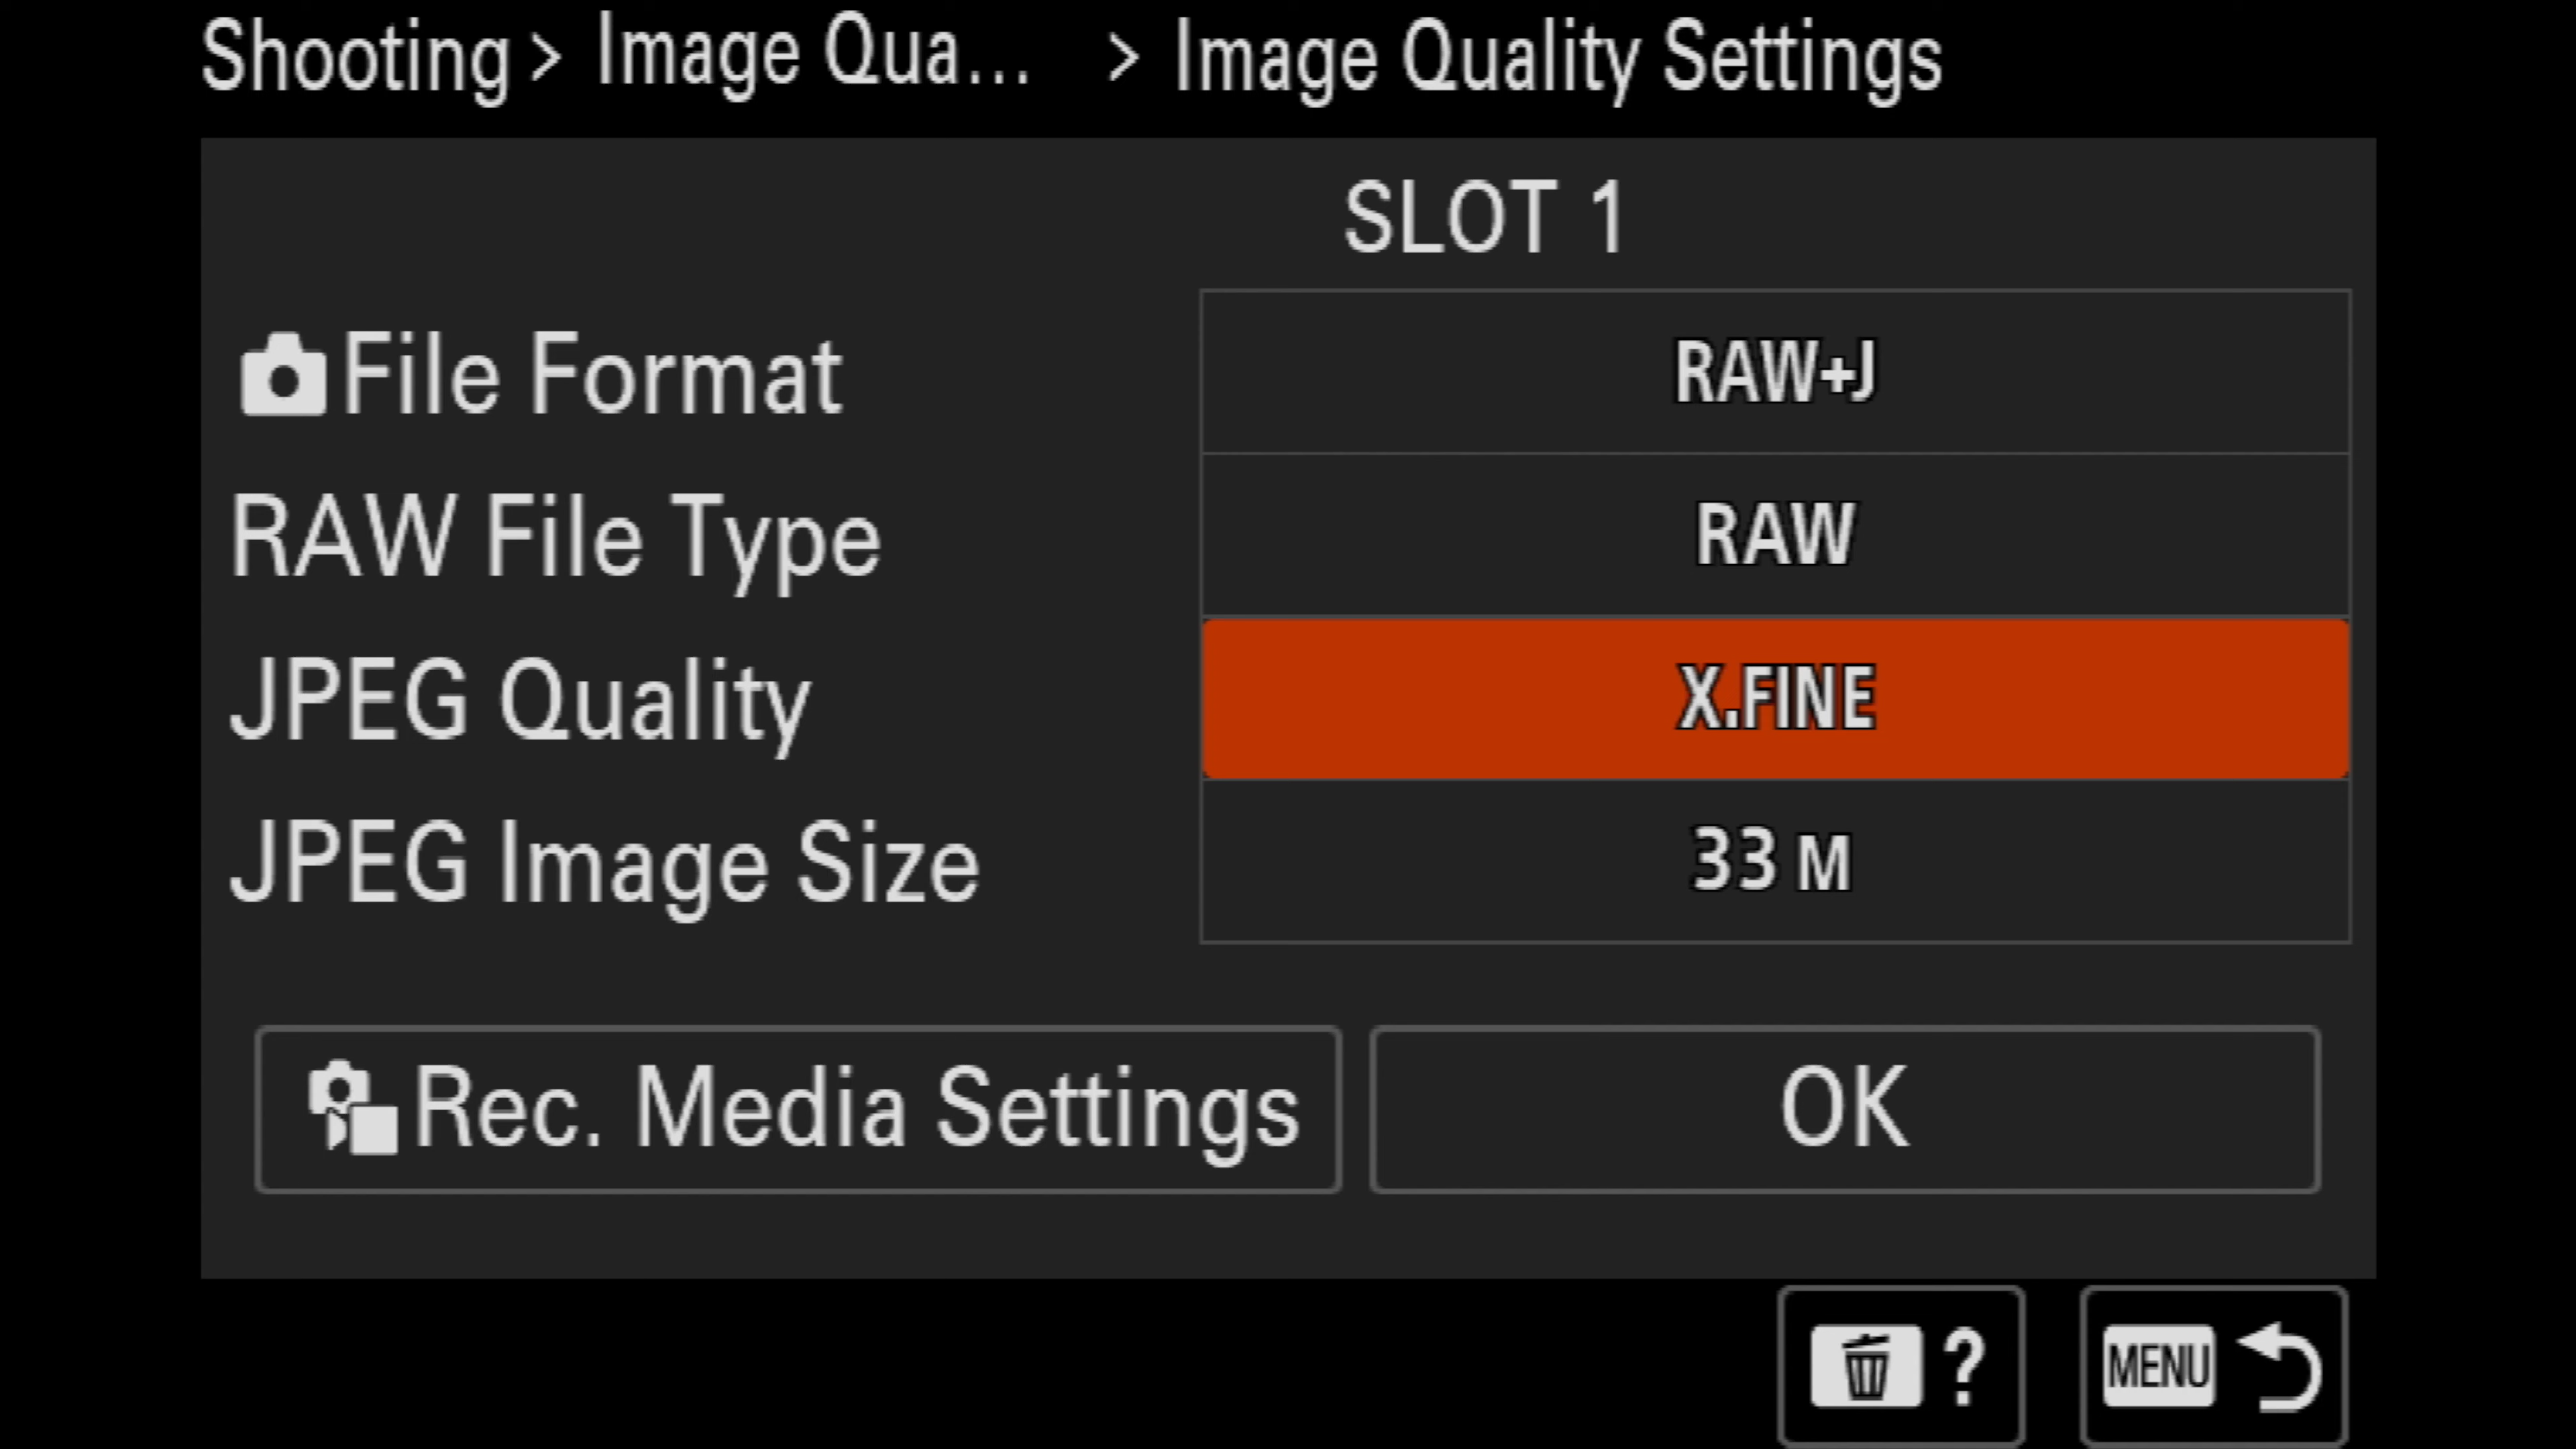 Shooting > Image Qua... > Image Quality Settings
SLOT 1
File Format RAW+J
RAW File Type RAW
JPEG Quality X.FINE
JPEG Image Size 33 M
Rec. Media Settings OK
? MENU